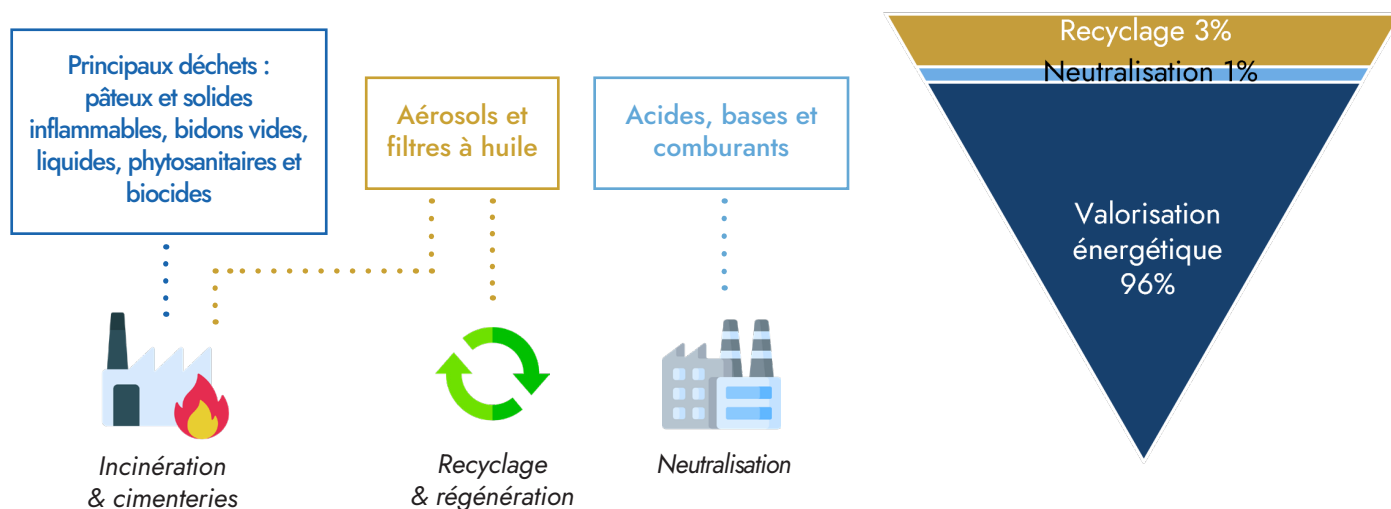 Principaux déchets :
pâteux et solides
inflammables, bidons vides,
liquides, phytosanitaires et
biocides
Aérosols et
filtres à huile
Acides, bases et
comburants
Incinération
& cimenteries
Recyclage
& régénération
Neutralisation
Recyclage 3%
Neutralisation 1%
Valorisation
énergétique
96%